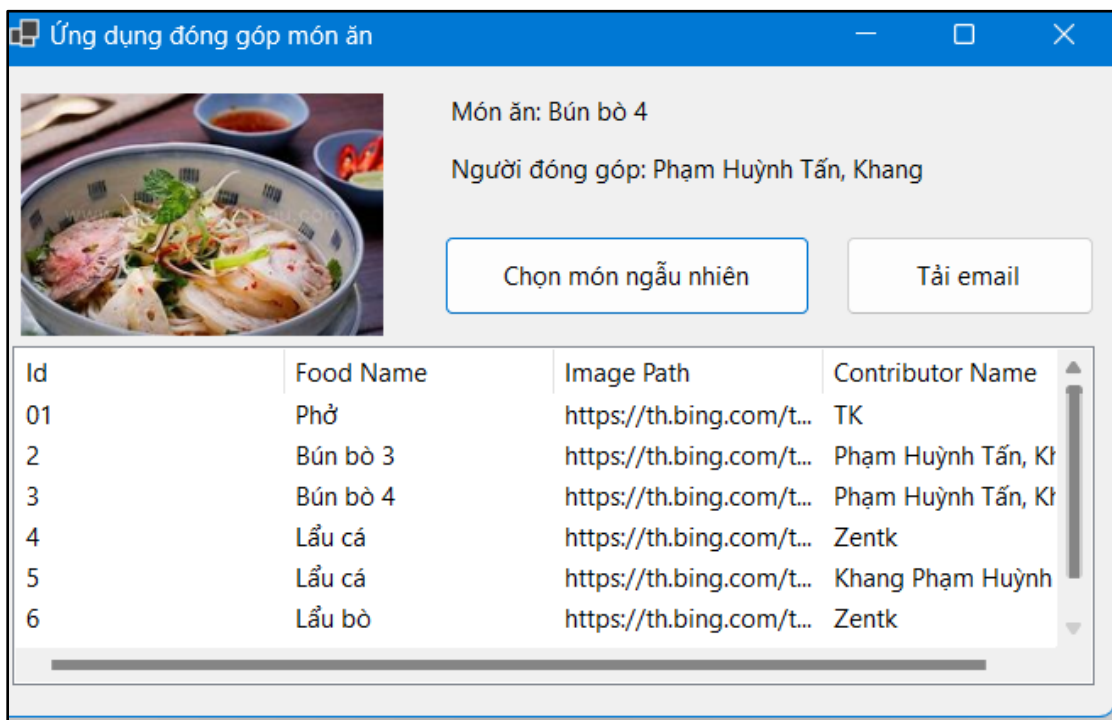 Ứng dụng đóng góp món ăn
Món ăn: Bún bò 4
Người đóng góp: Phạm Huỳnh Tấn, Khang
Chọn món ngẫu nhiên
Tải email
Id Food Name Image Path Contributor Name
01 Phở https://th.bing.com/t... TK
2 Bún bò 3 https://th.bing.com/t... Phạm Huỳnh Tấn, Kh
3 Bún bò 4 https://th.bing.com/t... Phạm Huỳnh Tấn, Kh
4 Lẩu cá https://th.bing.com/t... Zentk
5 Lẩu cá https://th.bing.com/t... Khang Phạm Huỳnh
6 Lẩu bò https://th.bing.com/t... Zentk